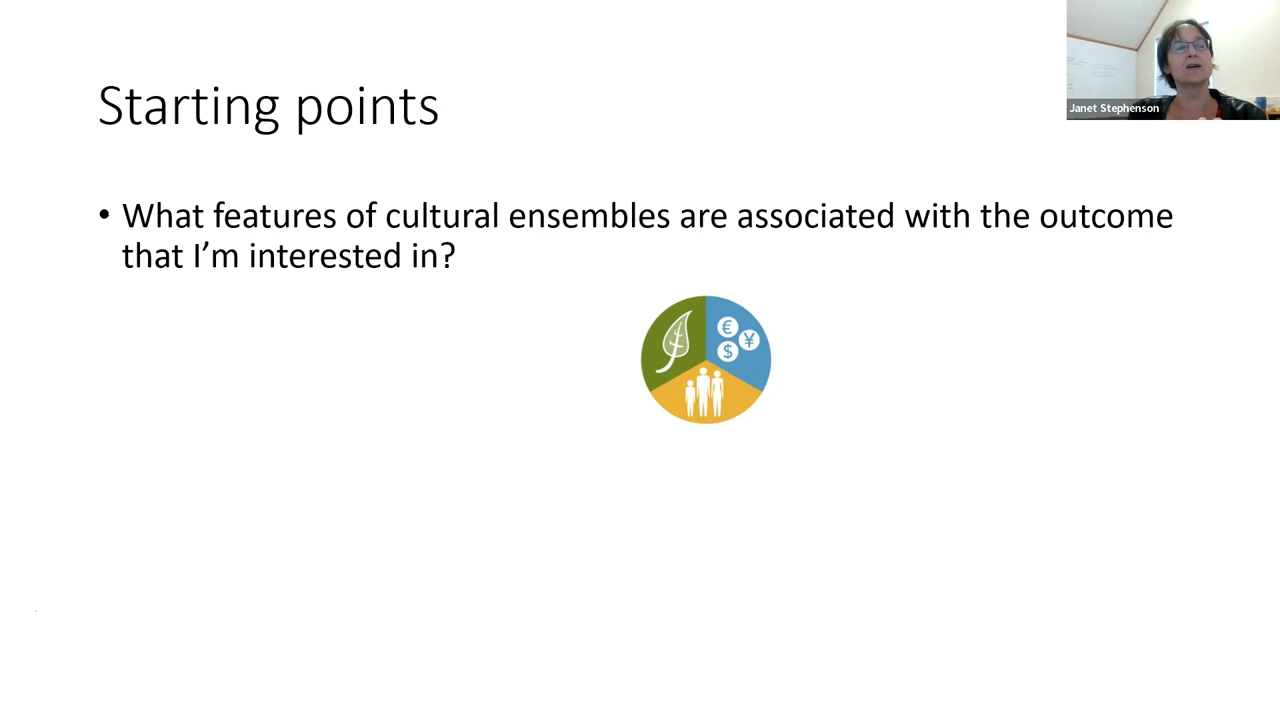 Janet Stephenson
Starting points
• What features of cultural ensembles are associated with the outcome
that I’m interested in?
€
¥
$